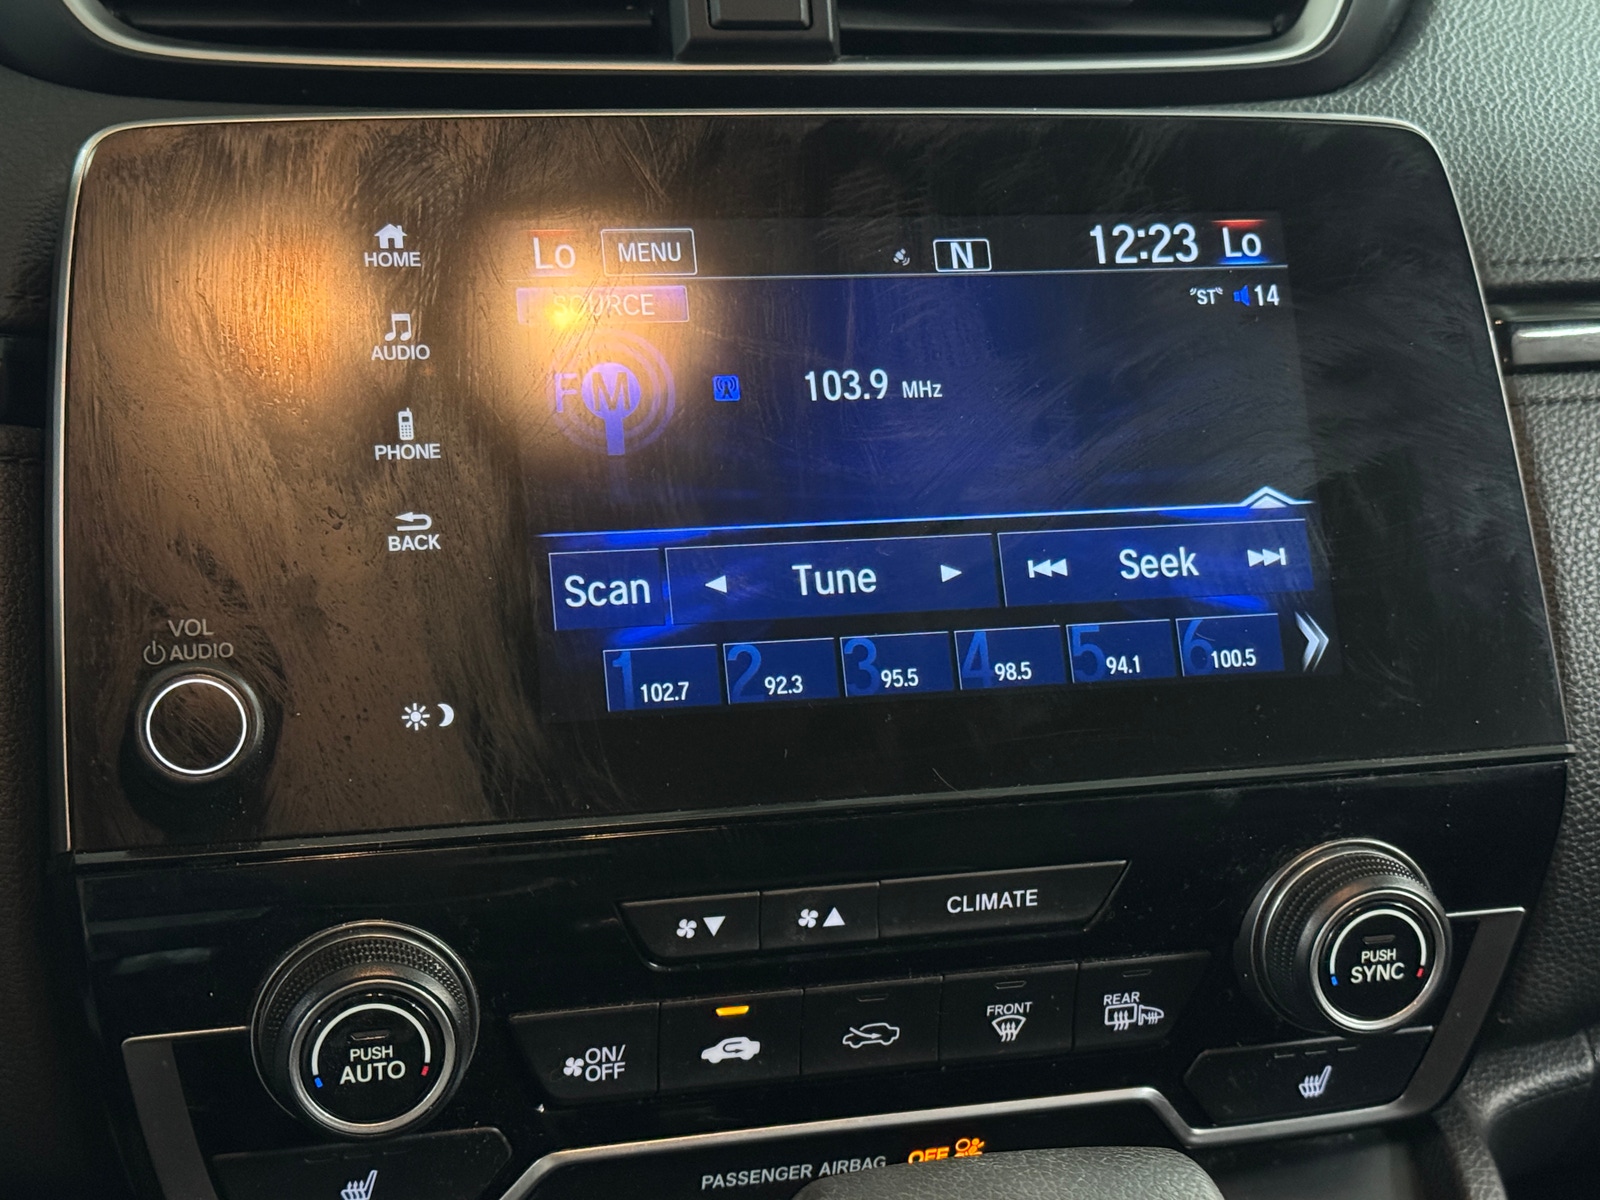 HOME
AUDIO
PHONE
BACK
VOL
AUDIO
Lo MENU N 12:23 Lo
SOURCE "ST" 14
FM 103.9 MHz
Scan Tune Seek
1 102.7 2 92.3 3 95.5 4 98.5 5 94.1 6 100.5
CLIMATE
PUSH
AUTO
ON/
OFF
FRONT
REAR
PUSH
SYNC
PASSENGER AIRBAG OFF